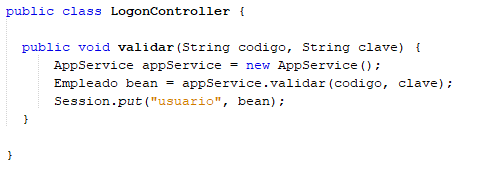 public class LogonController {
public void validar(String codigo, String clave) {
AppService appService = new AppService();
Empleado bean = appService.validar(codigo, clave);
Session.put("usuario", bean);
}
}